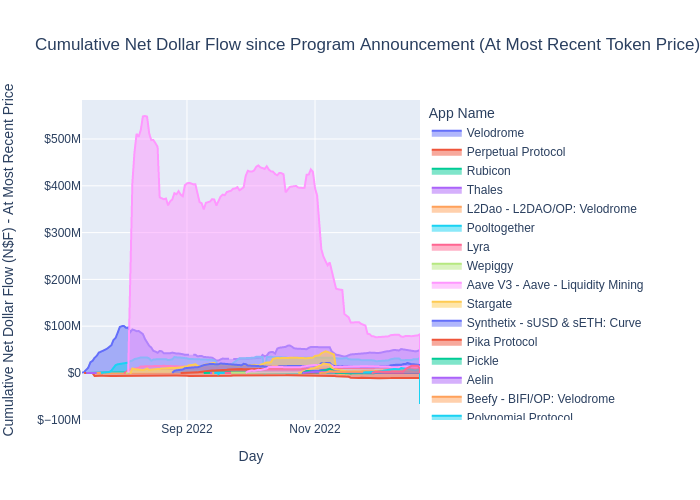 Cumulative Net Dollar Flow since Program Announcement (At Most Recent Token Price)
Cumulative Net Dollar Flow (N$F) - At Most Recent Price
$500M
$400M
$300M
$200M
$100M
$0
$−100M
Sep 2022
Nov 2022
Day
App Name
Velodrome
Perpetual Protocol
Rubicon
Thales
L2Dao - L2DAO/OP: Velodrome
Pooltogether
Lyra
Wepiggy
Aave V3 - Aave - Liquidity Mining
Stargate
Synthetix - sUSD & sETH: Curve
Pika Protocol
Pickle
Aelin
Beefy - BIFI/OP: Velodrome
Polynomial Protocol